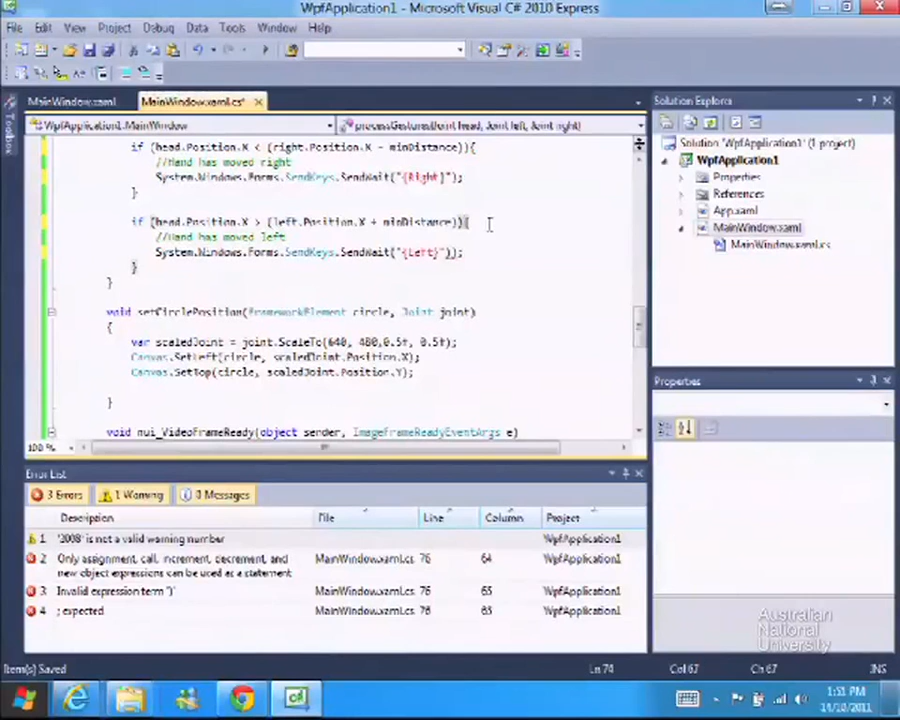 WpfApplication1 - Microsoft Visual C# 2010 Express
File Edit View Project Debug Data Tools Window Help
MainWindow.xaml MainWindow.xaml.cs*
WpfApplication1.MainWindow processGesture(Joint head, Joint left, Joint right)
if (head.Position.X < (right.Position.X - minDistance)){
//Hand has moved right
System.Windows.Forms.SendKeys.SendWait("{Right}");
}
if (head.Position.X > (left.Position.X + minDistance)){
//Hand has moved left
System.Windows.Forms.SendKeys.SendWait("{Left}"));
}
}
void setCirclePosition(FrameworkElement circle, Joint joint)
{
var scaledJoint = joint.ScaleTo(640, 480,0.5f, 0.5f);
Canvas.SetLeft(circle, scaledJoint.Position.X);
Canvas.SetTop(circle, scaledJoint.Position.Y);
}
void nui_VideoFrameReady(object sender, ImageFrameReadyEventArgs e)
100 %
Toolbox
Solution Explorer
Solution 'WpfApplication1' (1 project)
WpfApplication1
Properties
References
App.xaml
MainWindow.xaml
MainWindow.xaml.cs
Properties
Error List
3 Errors 1 Warning 0 Messages
Description File Line Column Project
1 '2008' is not a valid warning number WpfApplication1
2 Only assignment, call, increment, decrement, and MainWindow.xaml.cs 76 64 WpfApplication1
new object expressions can be used as a statement
3 Invalid expression term ')' MainWindow.xaml.cs 76 65 WpfApplication1
4 ; expected MainWindow.xaml.cs 76 65 WpfApplication1
Australian
National
University
Item(s) Saved Ln 74 Col 67 Ch 67 INS
1:51 PM
14/10/2011